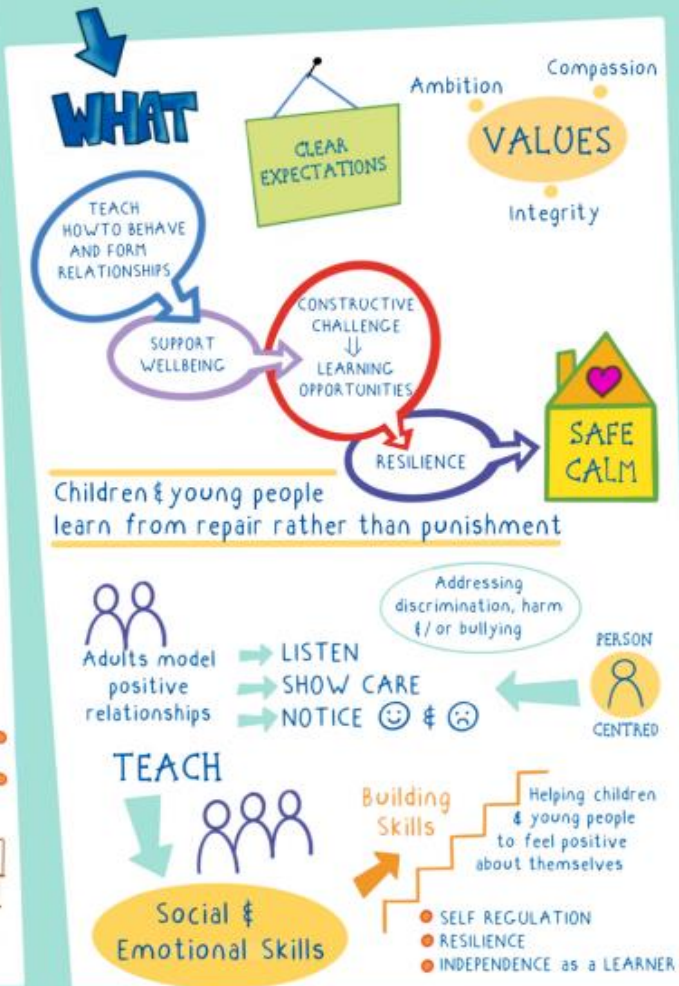 WHAT
CLEAR
EXPECTATIONS
Ambition
Compassion
VALUES
Integrity
TEACH
HOWTO BEHAVE
AND FORM
RELATIONSHIPS
SUPPORT
WELLBEING
CONSTRUCTIVE
CHALLENGE
⇓
LEARNING
OPPORTUNITIES
RESILIENCE
SAFE
CALM
Children & young people
learn from repair rather than punishment
Adults model
positive
relationships
LISTEN
SHOW CARE
NOTICE ☺ & ☹
Addressing
discrimination, harm
&/or bullying
PERSON
CENTRED
TEACH
Social &
Emotional Skills
Building
Skills
Helping children
& young people
to feel positive
about themselves
SELF REGULATION
RESILIENCE
INDEPENDENCE as a LEARNER